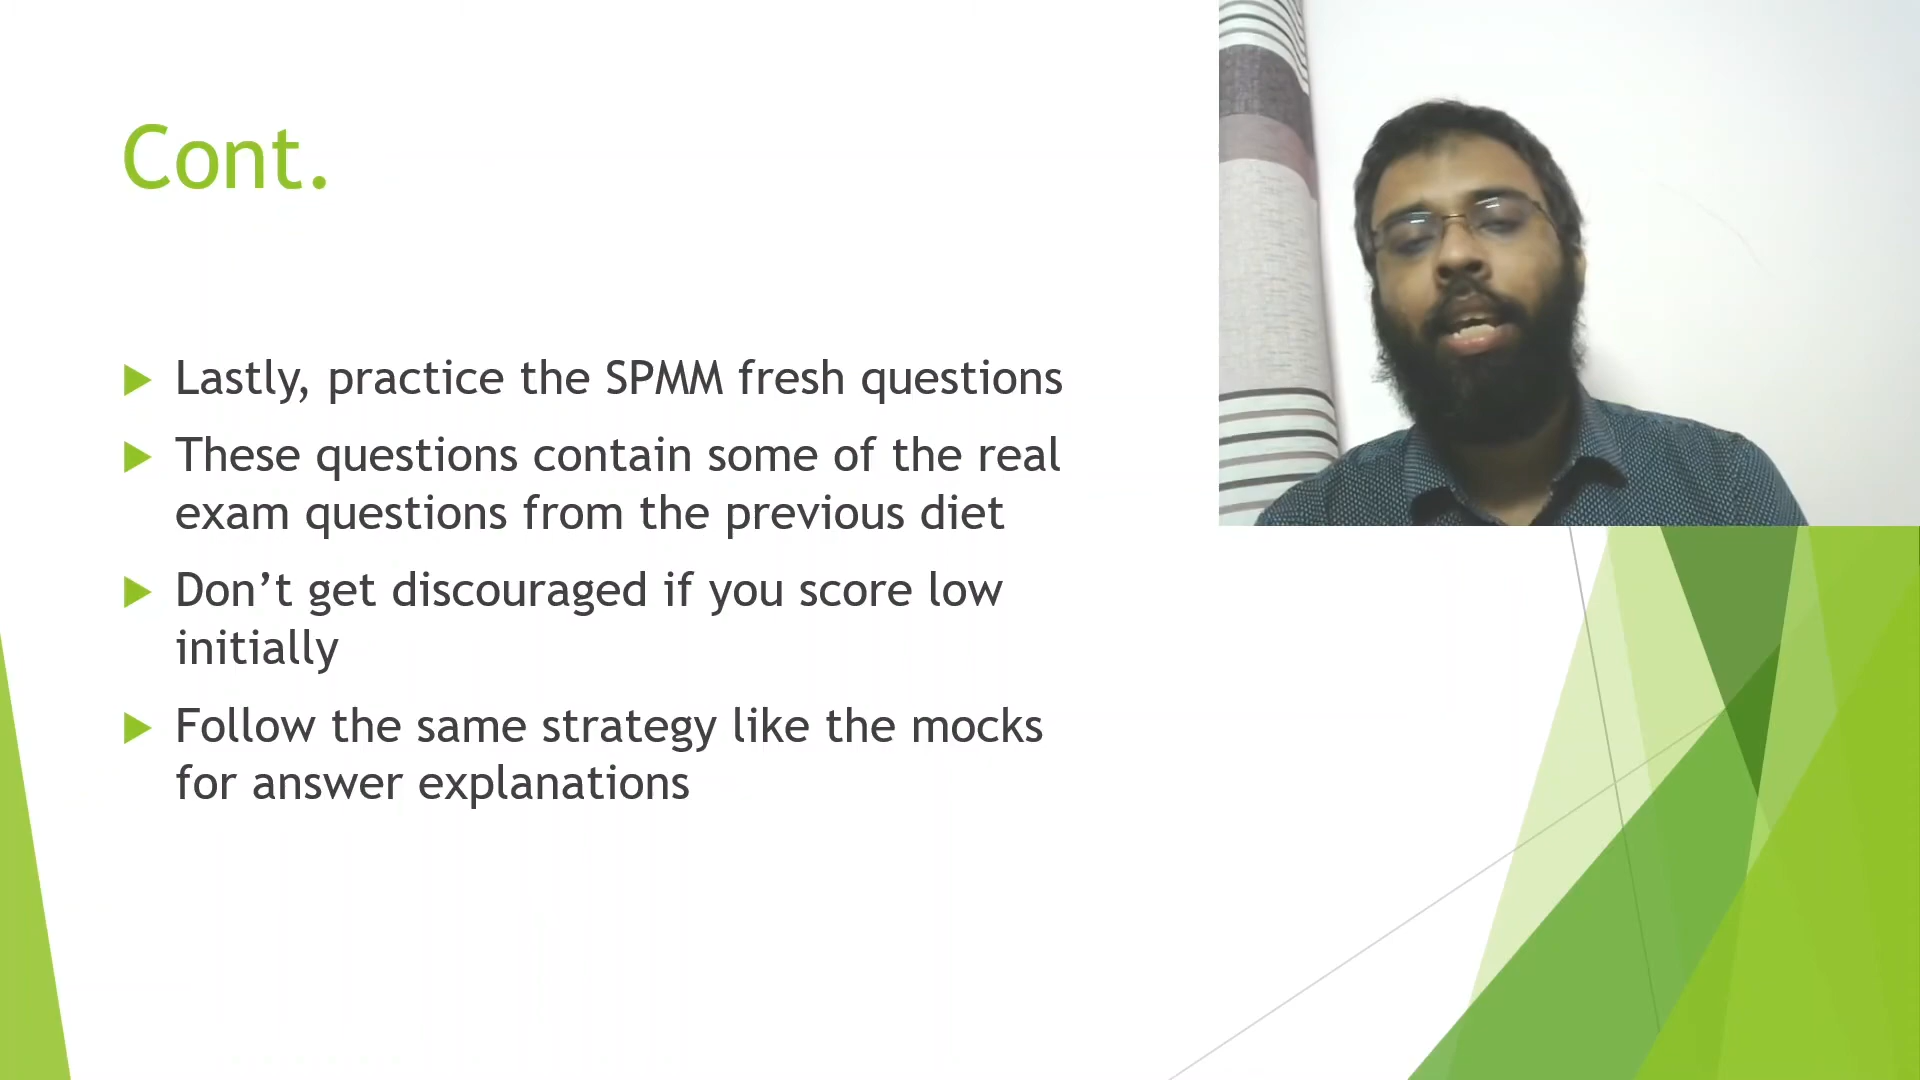 Cont.
Lastly, practice the SPMM fresh questions
These questions contain some of the real
exam questions from the previous diet
Don’t get discouraged if you score low
initially
Follow the same strategy like the mocks
for answer explanations